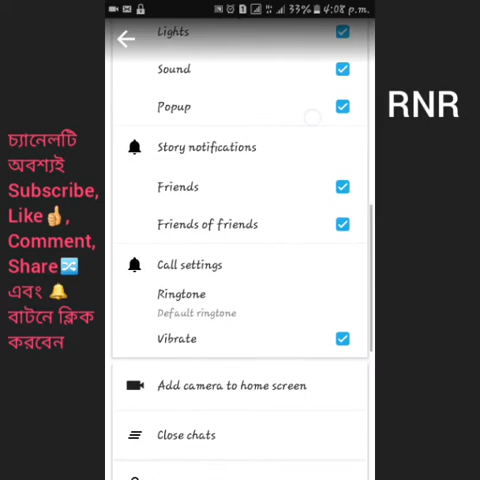 33% 4:08 p.m.
Lights
Sound
Popup
Story notifications
Friends
Friends of friends
Call settings
Ringtone
Default ringtone
Vibrate
Add camera to home screen
Close chats
চ্যানেলটি
অবশ্যই
Subscribe,
Like👍,
Comment,
Share🔀
এবং 🔔
বাটনে ক্লিক
করবেন
RNR